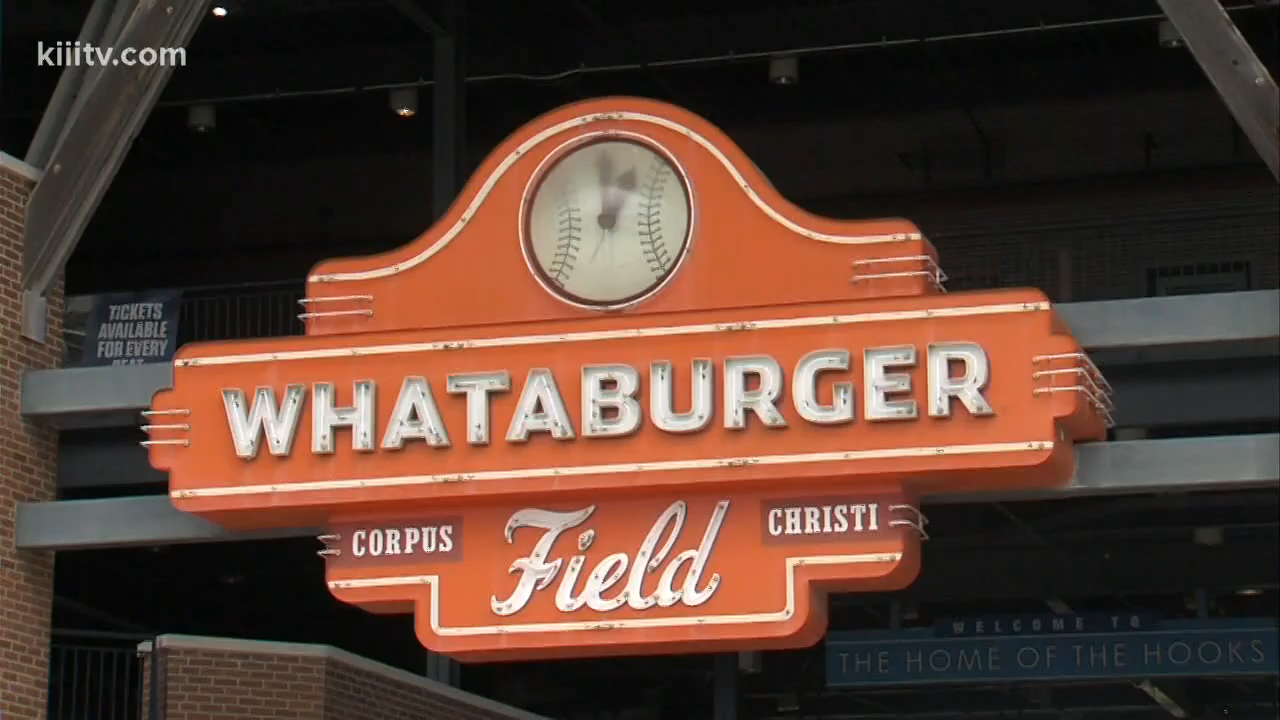 kiiitv.com
TICKETS
AVAILABLE
FOR EVERY
WHATABURGER
CORPUS Field CHRISTI
WELCOME TO
THE HOME OF THE HOOKS